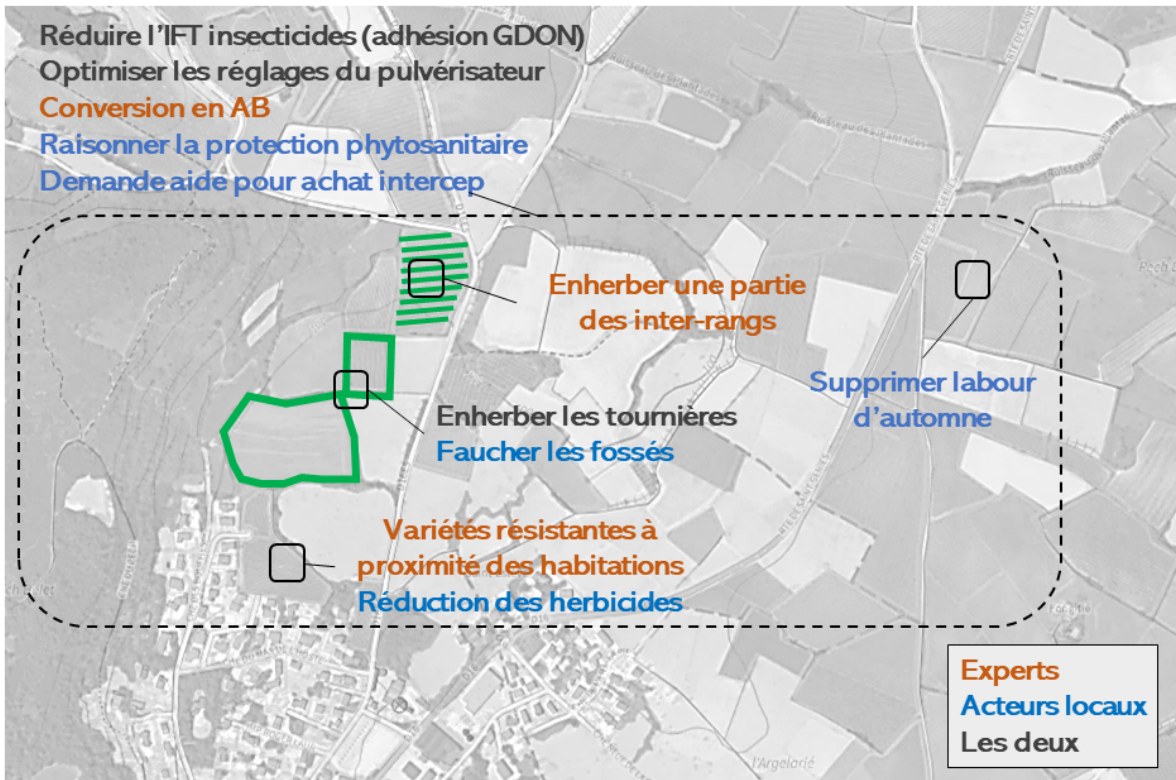 Réduire l'IFT insecticides (adhésion GDON)
Optimiser les réglages du pulvérisateur
Conversion en AB
Raisonner la protection phytosanitaire
Demande aide pour achat intercep
Enherber une partie
des inter-rangs
Supprimer labour
d'automne
Enherber les tournières
Faucher les fossés
Variétés résistantes à
proximité des habitations
Réduction des herbicides
D16
l'Argelarié
Experts
Acteurs locaux
Les deux